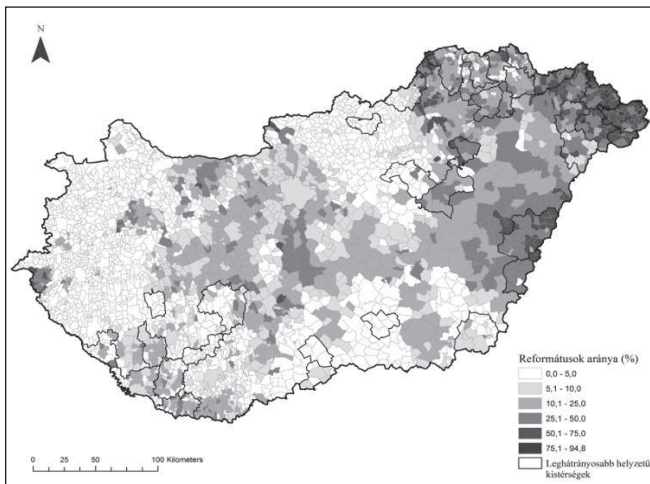 N
Reformátusok aránya (%)
0,0 - 5,0
5,1 - 10,0
10,1 - 25,0
25,1 - 50,0
50,1 - 75,0
75,1 - 94,8
Leghátrányosabb helyzetű
kistérségek
0 25 50 100 Kilometers